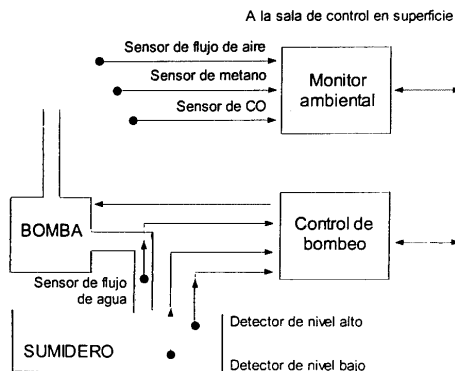 A la sala de control en superficie
Sensor de flujo de aire
Sensor de metano
Sensor de CO
Monitor
ambiental
BOMBA
Control de
bombeo
Sensor de flujo
de agua
Detector de nivel alto
SUMIDERO
Detector de nivel bajo